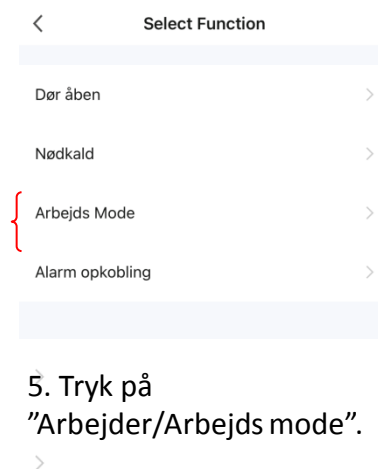 Select Function
Dør åben
Nødkald
Arbejds Mode
Alarm opkobling
5. Tryk på
”Arbejder/Arbejds mode”.